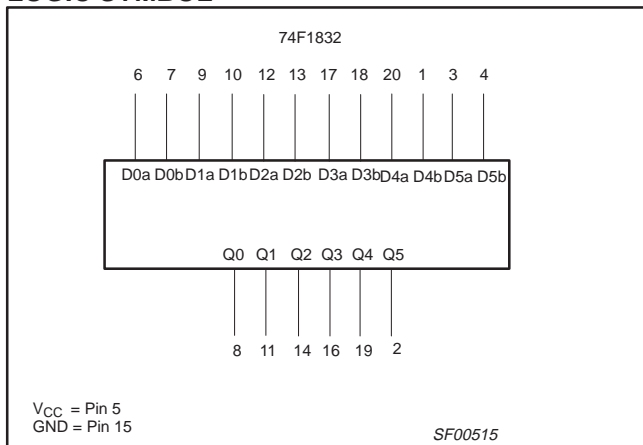 74F1832
6 7 9 10 12 13 17 18 20 1 3 4
D0a D0b D1a D1b D2a D2b D3a D3b D4a D4b D5a D5b
Q0 Q1 Q2 Q3 Q4 Q5
8 11 14 16 19 2
VCC = Pin 5
GND = Pin 15
SF00515